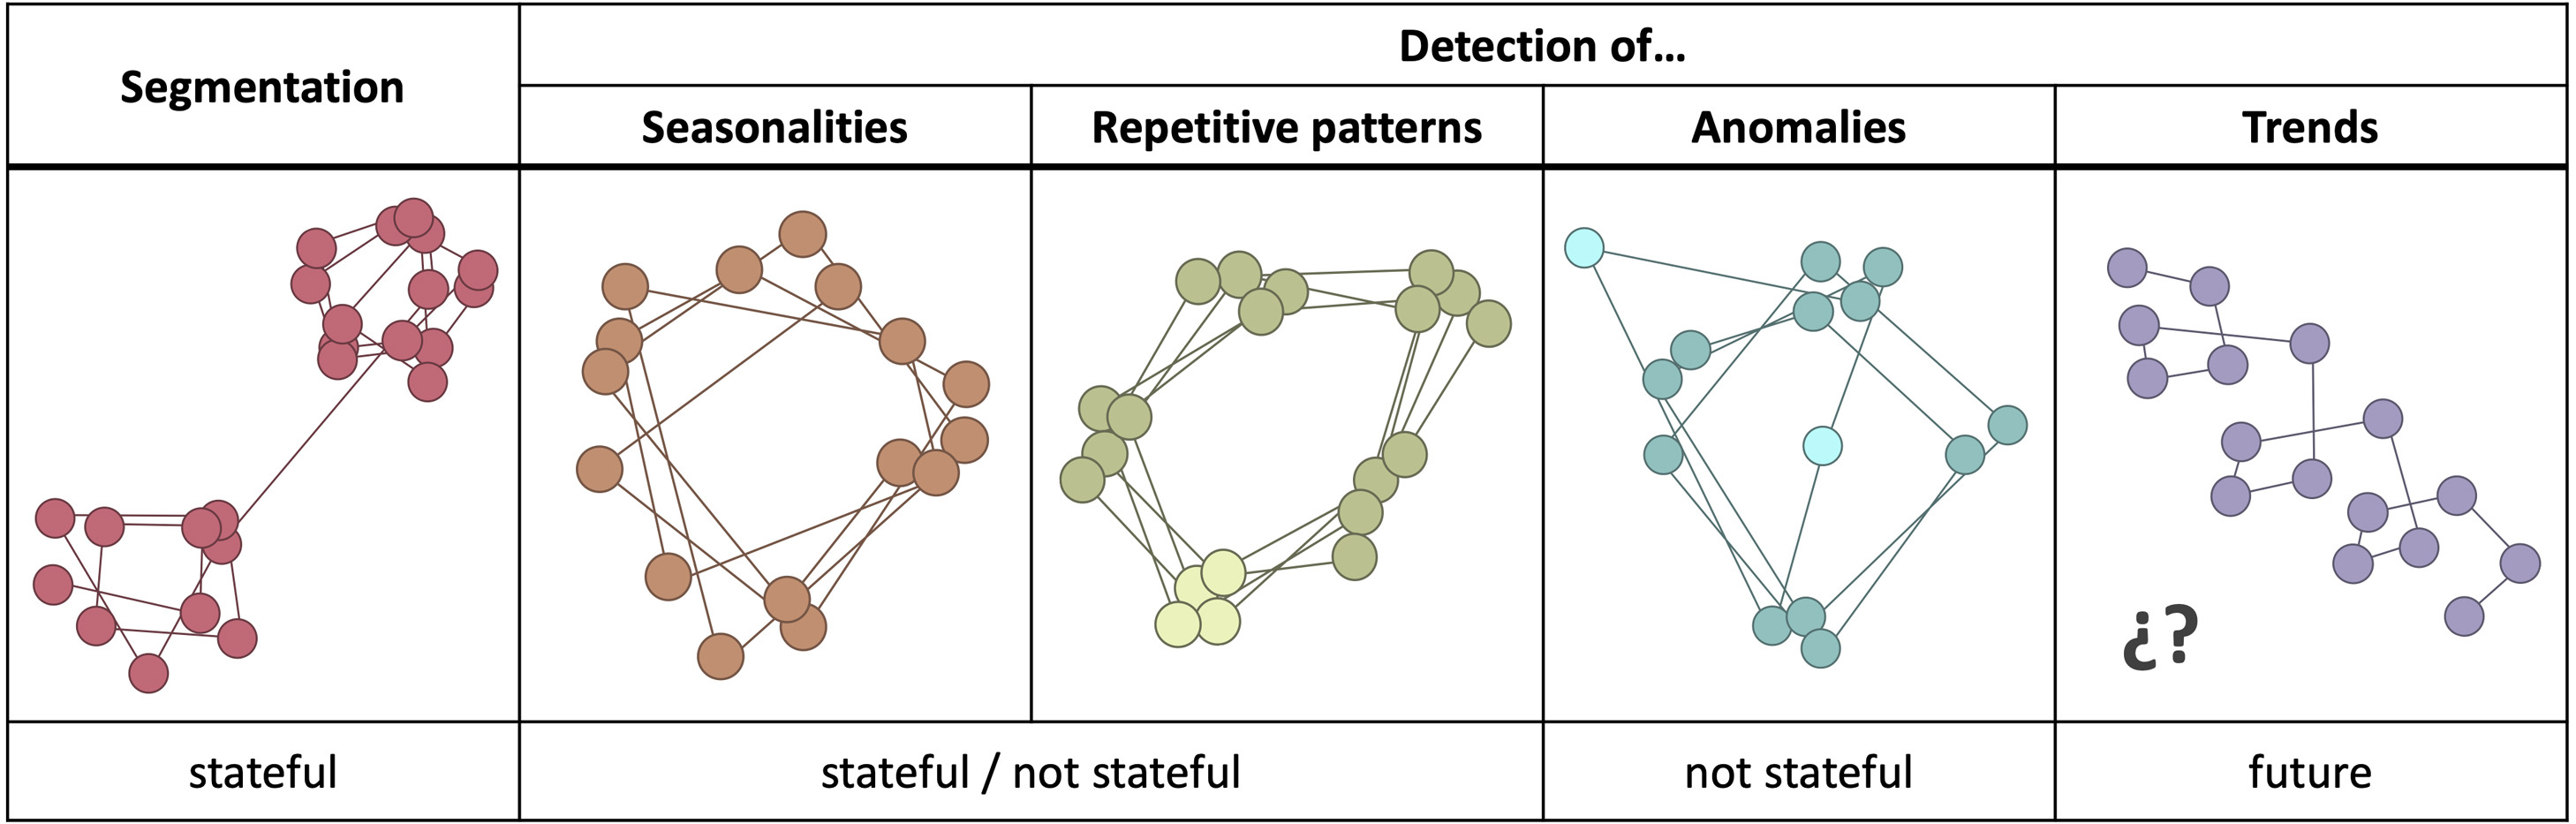 Segmentation
Detection of...
Seasonalities
Repetitive patterns
Anomalies
Trends
¿?
stateful
stateful / not stateful
not stateful
future